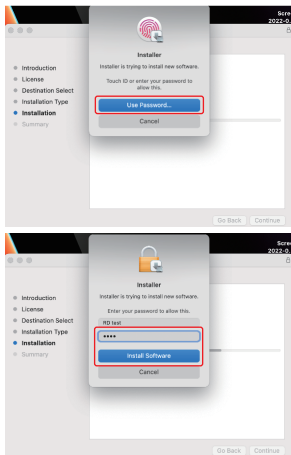 Scre
2022-0
Installer
Installer is trying to install new software.
Touch ID or enter your password to
allow this.
Use Password...
Cancel
Introduction
License
Destination Select
Installation Type
Installation
Summary
Go Back
Continue
Scre
2022-0.
Installer
Installer is trying to install new software.
Enter your password to allow this.
RD test
••••
Install Software
Cancel
Introduction
License
Destination Select
Installation Type
Installation
Summary
Go Back
Continue